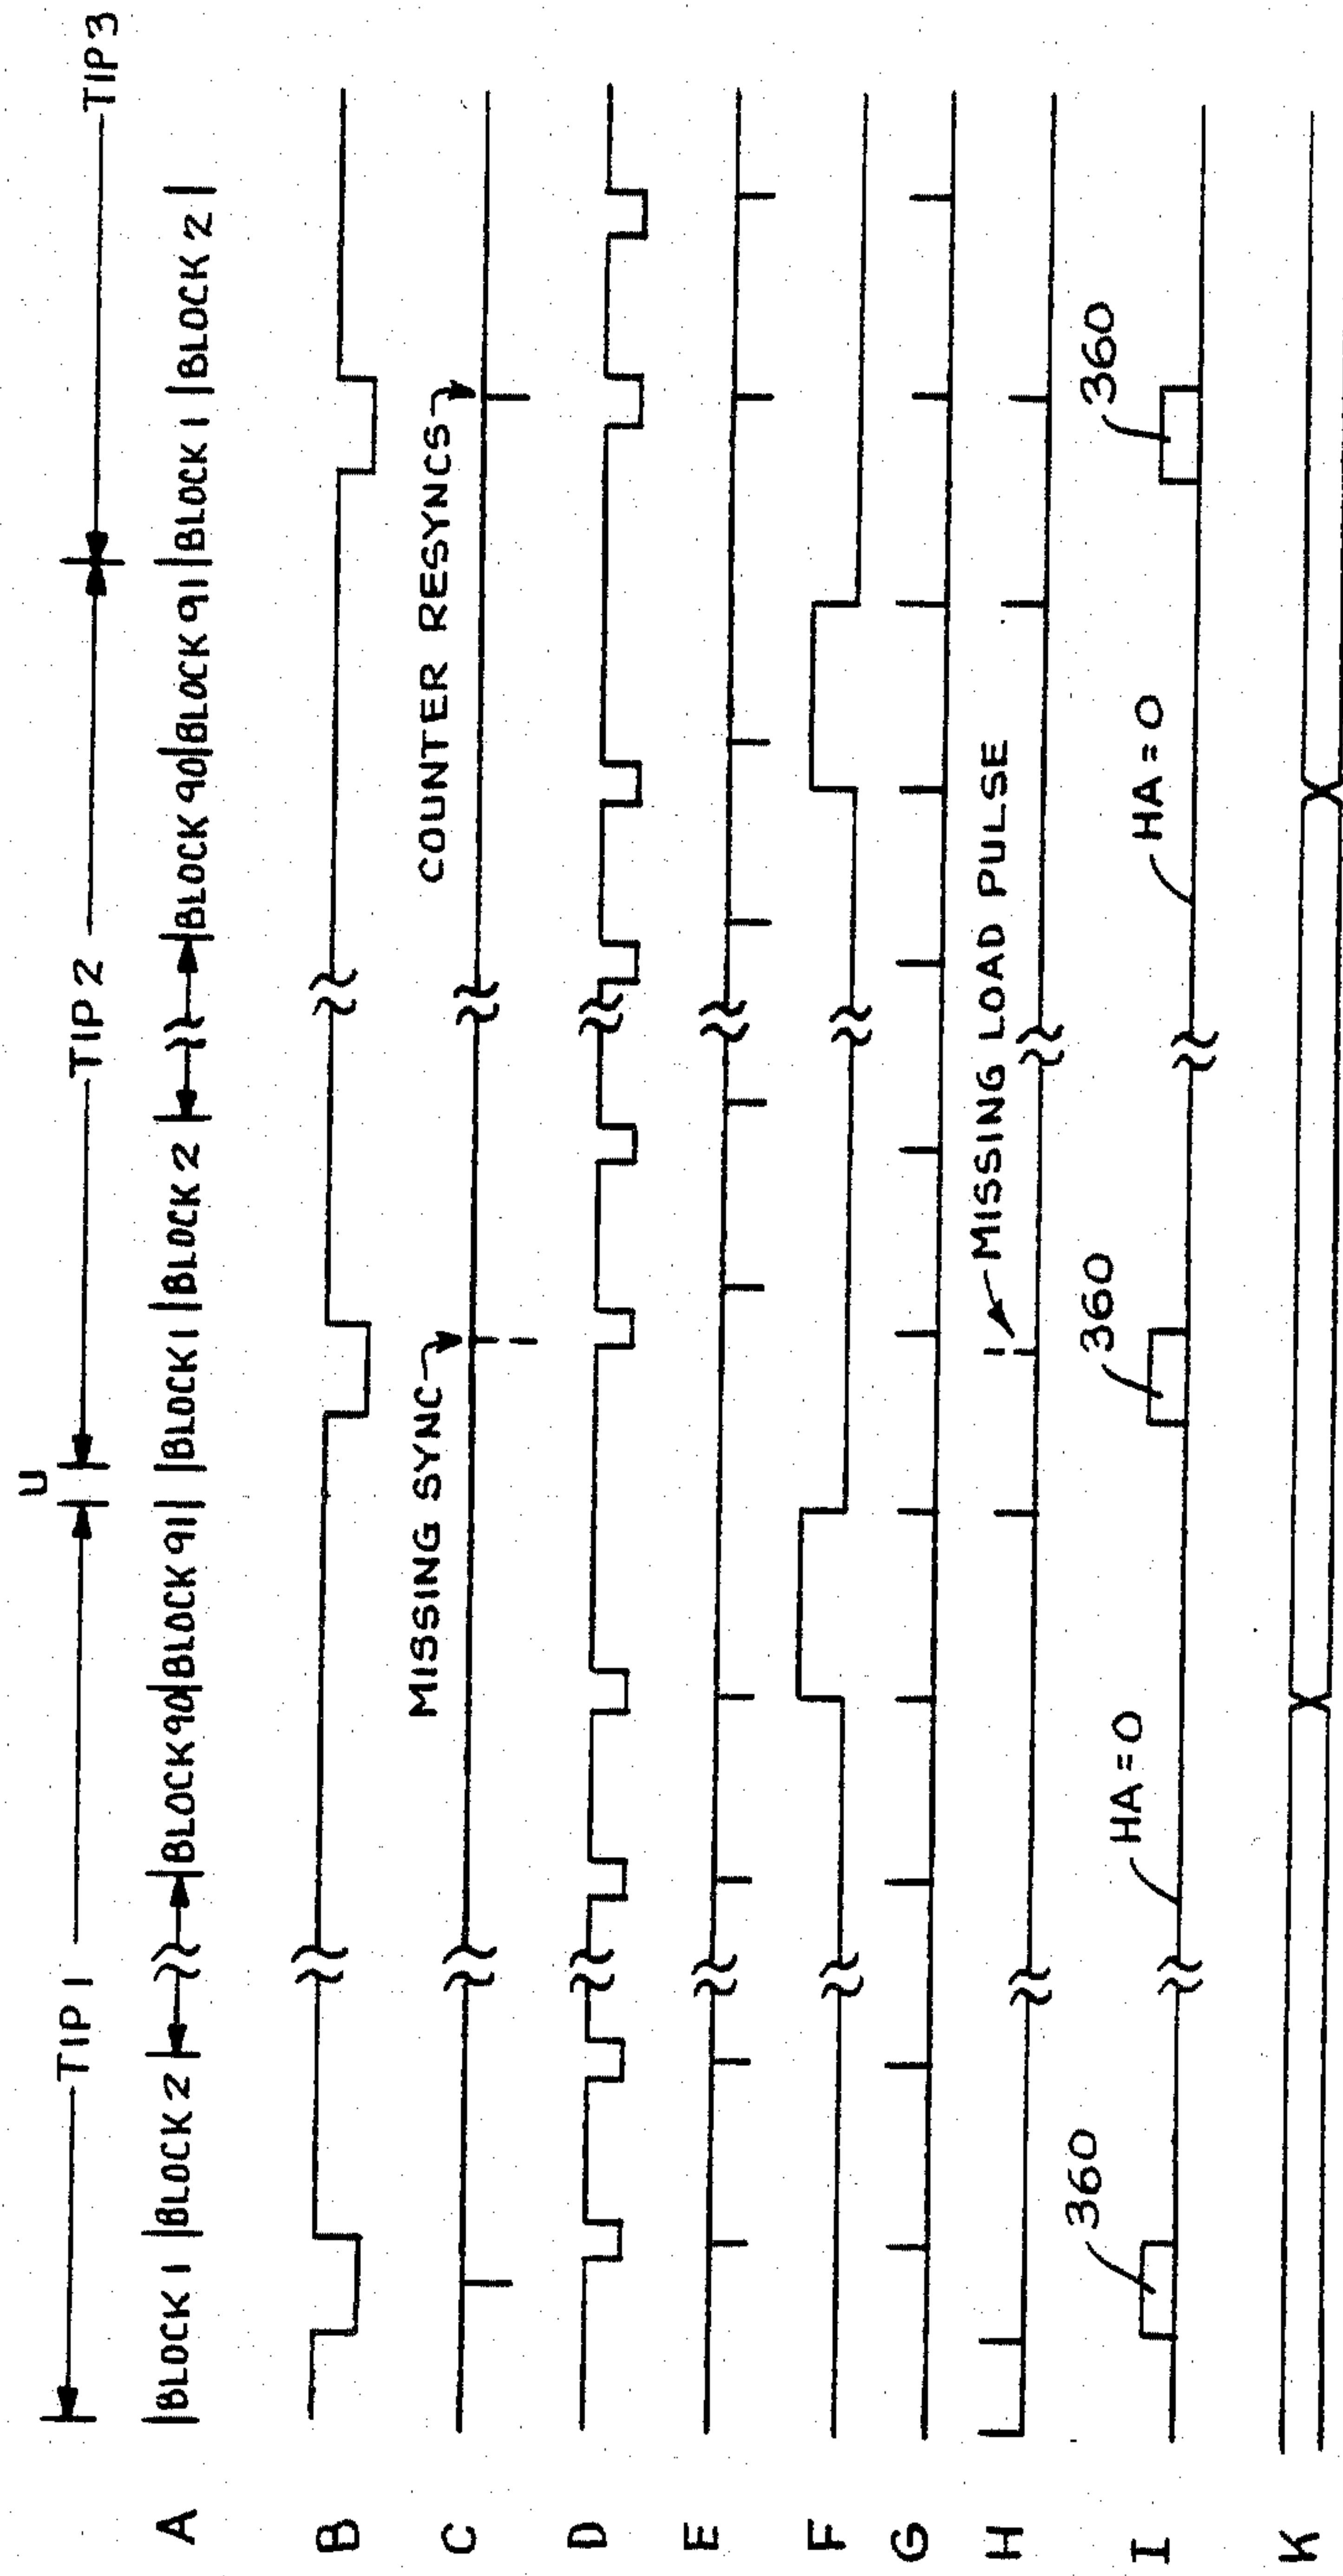 TIP 1 U TIP 2 TIP 3
A BLOCK 1 BLOCK 2 BLOCK 90 BLOCK 91 BLOCK 1 BLOCK 2 BLOCK 90 BLOCK 91 BLOCK 1 BLOCK 2
B
C MISSING SYNC COUNTER RESYNCS
D
E
F
G
H MISSING LOAD PULSE
I 360 HA = 0 360 HA = 0 360
K